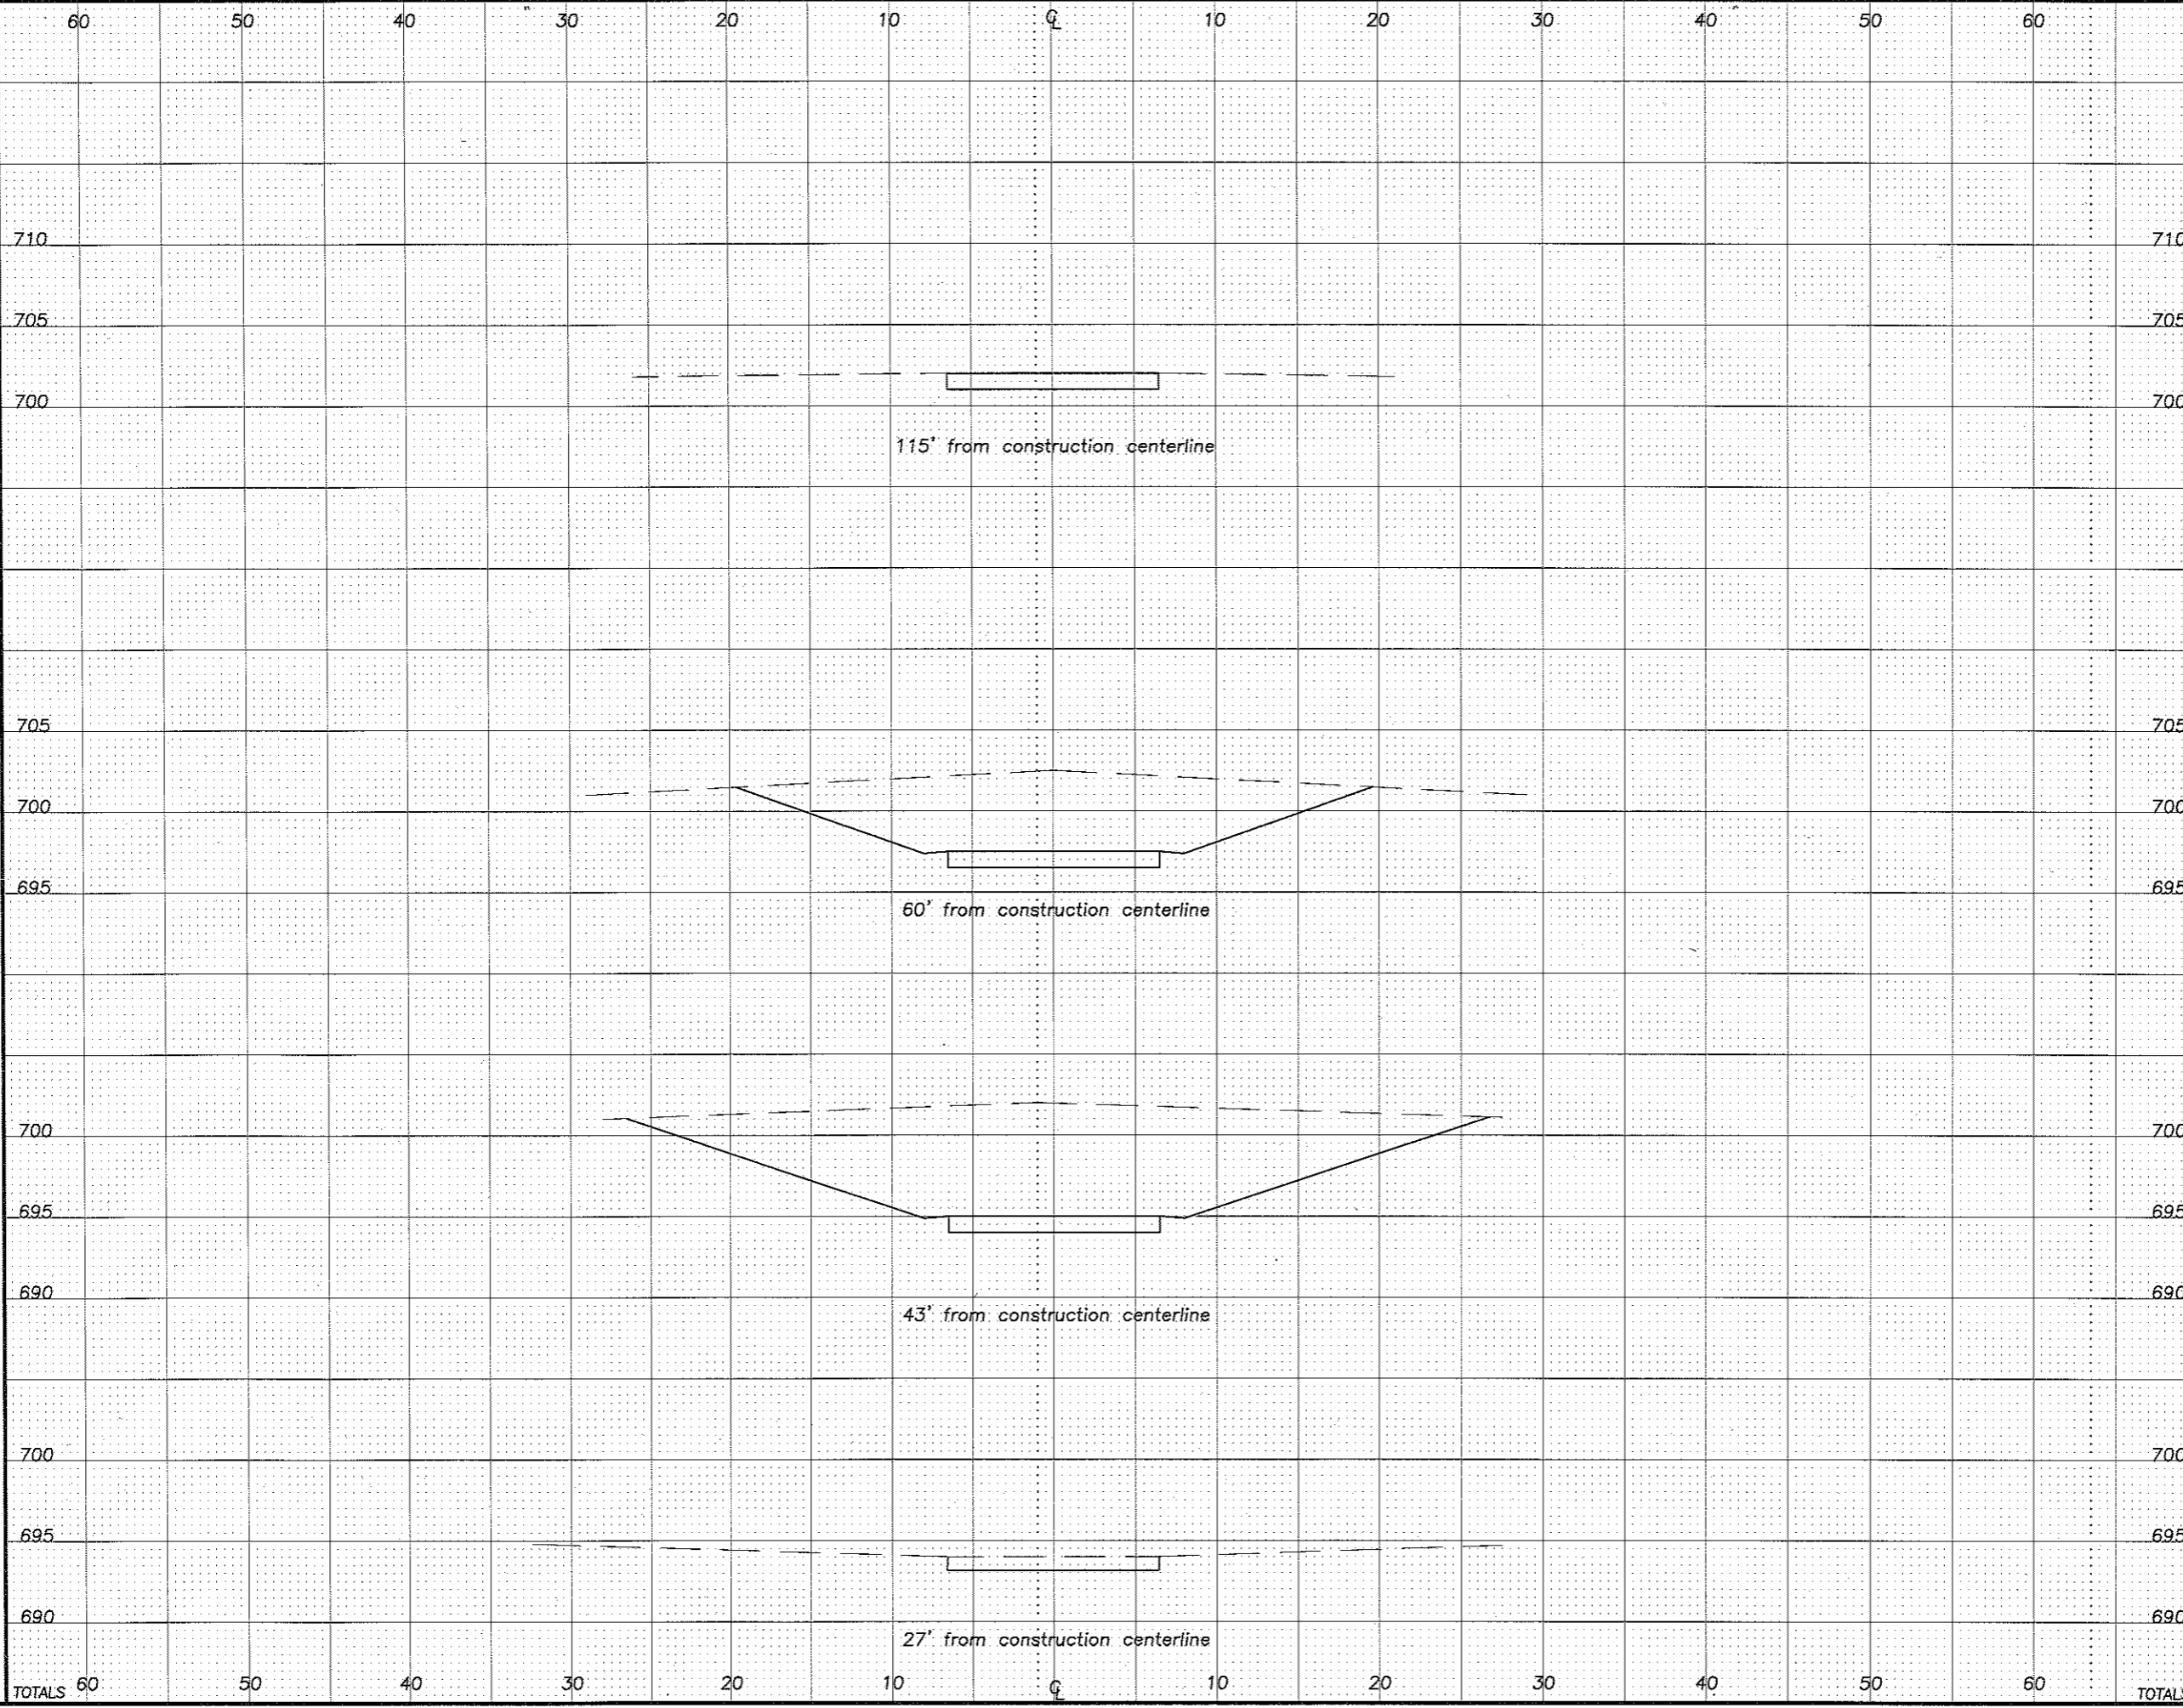 60 50 40 30 20 10 ℄ 10 20 30 40 50 60
710 710
705 705
700 700
115' from construction centerline
705 705
700 700
695 695
60' from construction centerline
700 700
695 695
690 690
43' from construction centerline
700 700
695 695
690 690
27' from construction centerline
TOTALS 60 50 40 30 20 10 ℄ 10 20 30 40 50 60 TOTAL